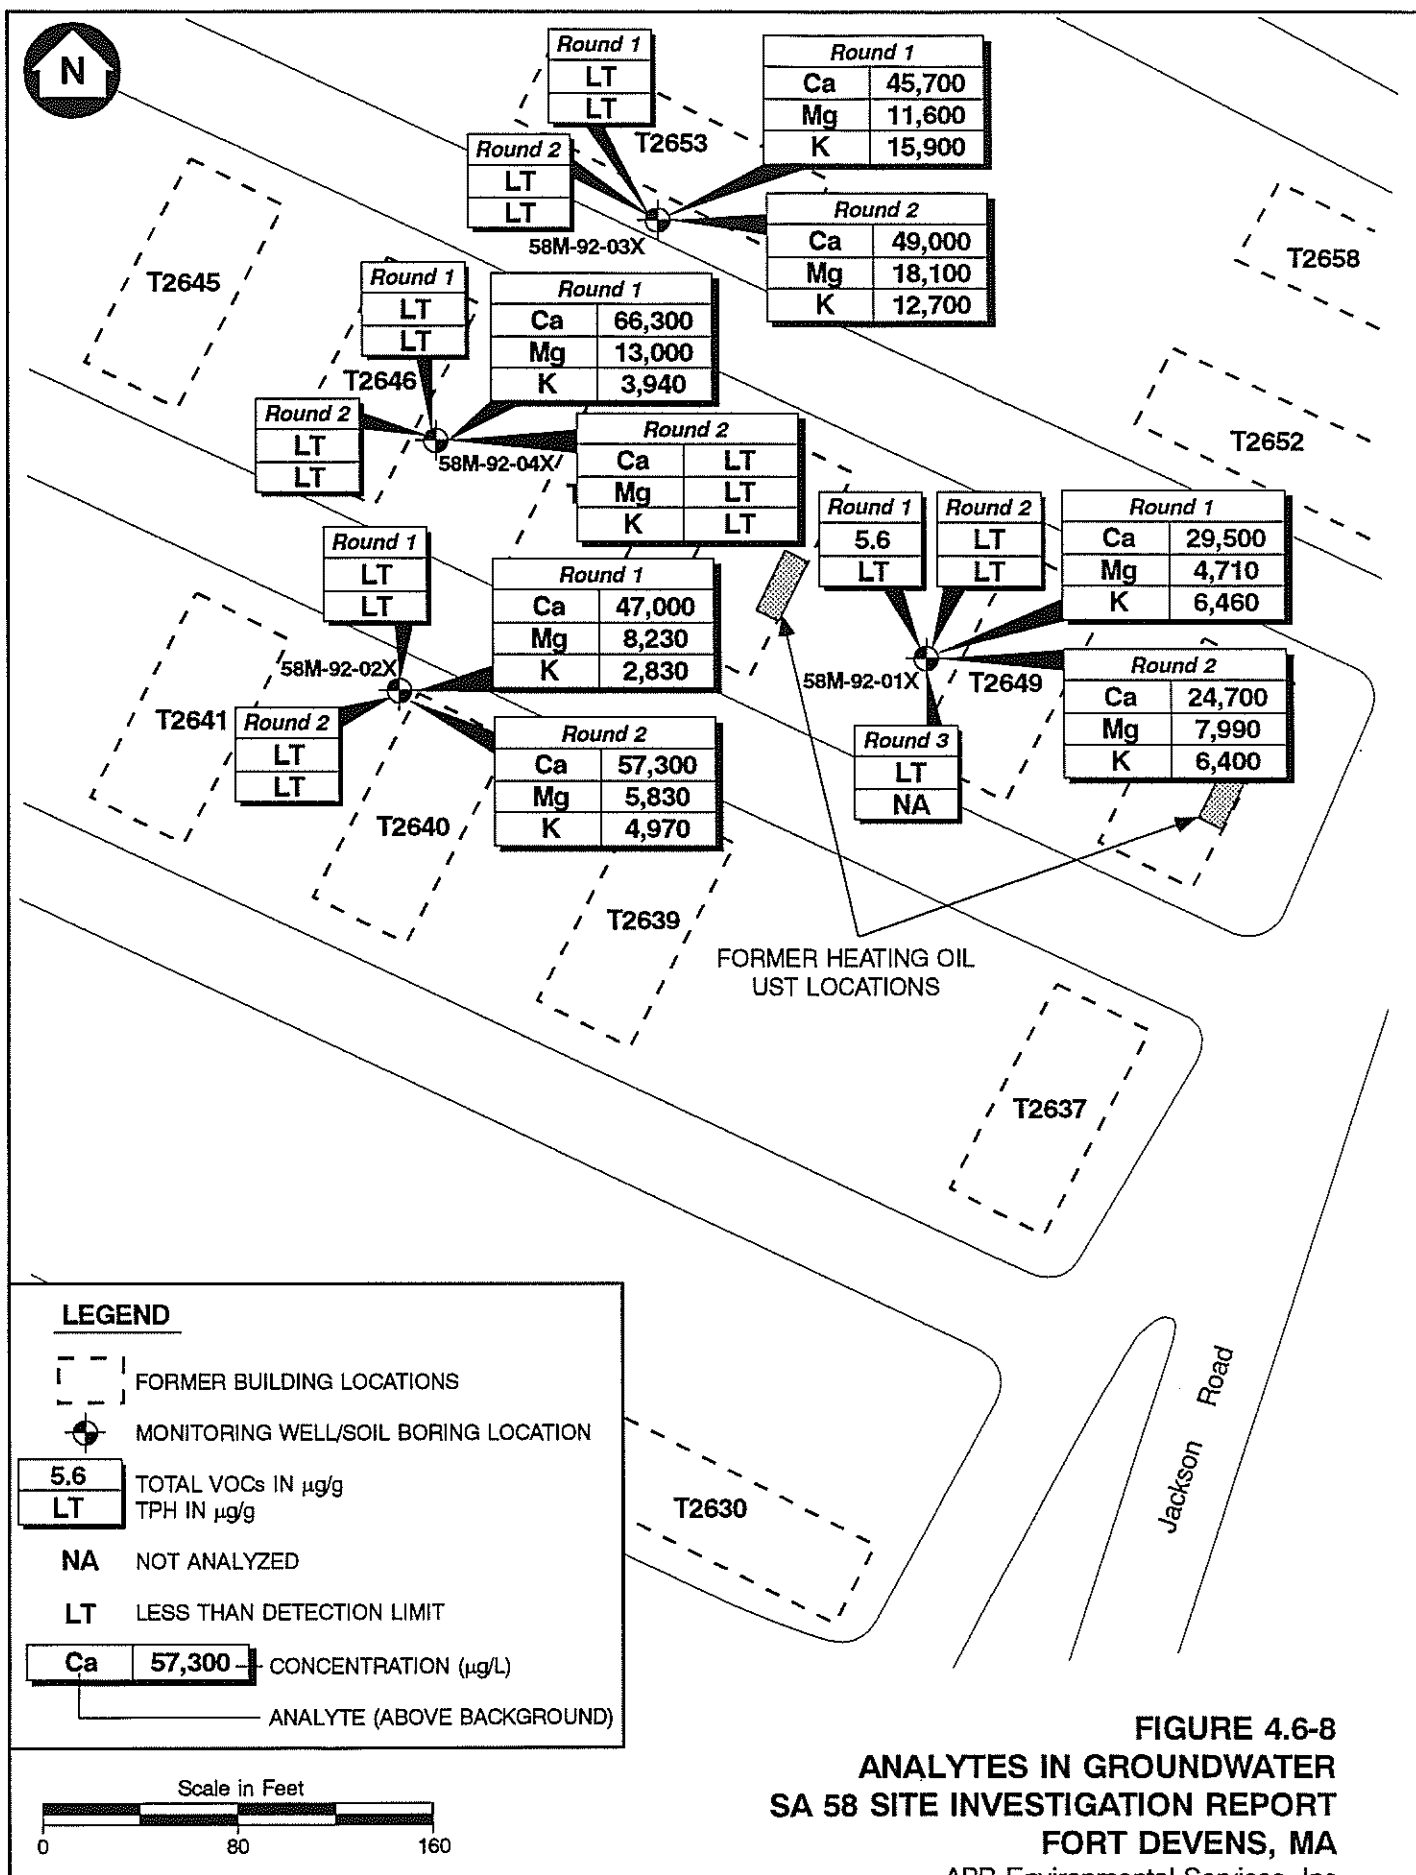 N
Round 1
LT
LT
Round 1
Ca 45,700
Mg 11,600
K 15,900
T2653
Round 2
LT
LT
58M-92-03X
Round 2
Ca 49,000
Mg 18,100
K 12,700
T2658
T2645
Round 1
LT
LT
Round 1
Ca 66,300
Mg 13,000
K 3,940
T2646
Round 2
LT
LT
58M-92-04X
Round 2
Ca LT
Mg LT
K LT
T2652
Round 1
5.6
LT
Round 2
LT
LT
Round 1
Ca 29,500
Mg 4,710
K 6,460
Round 1
LT
LT
Round 1
Ca 47,000
Mg 8,230
K 2,830
58M-92-02X
58M-92-01X
T2649
Round 2
Ca 24,700
Mg 7,990
K 6,400
T2641
Round 2
LT
LT
Round 2
Ca 57,300
Mg 5,830
K 4,970
Round 3
LT
NA
T2640
T2639
FORMER HEATING OIL
UST LOCATIONS
T2637
LEGEND
FORMER BUILDING LOCATIONS
MONITORING WELL/SOIL BORING LOCATION
5.6 TOTAL VOCs IN µg/g
LT TPH IN µg/g
NA NOT ANALYZED
LT LESS THAN DETECTION LIMIT
Ca 57,300 CONCENTRATION (µg/L)
ANALYTE (ABOVE BACKGROUND)
T2630
Jackson Road
Scale in Feet
0 80 160
FIGURE 4.6-8
ANALYTES IN GROUNDWATER
SA 58 SITE INVESTIGATION REPORT
FORT DEVENS, MA
ABB Environmental Services, Inc